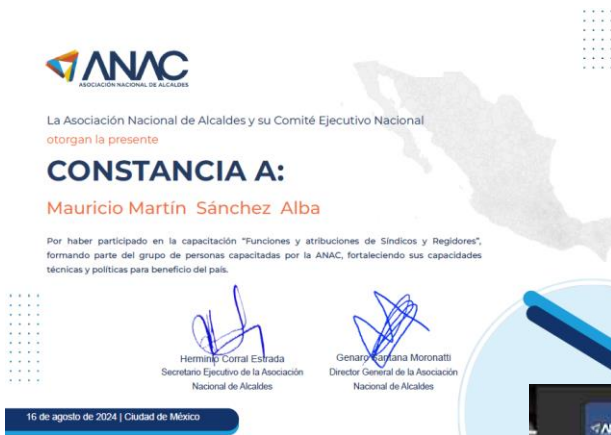 ANAC
ASOCIACIÓN NACIONAL DE ALCALDES
La Asociación Nacional de Alcaldes y su Comité Ejecutivo Nacional
otorgan la presente
CONSTANCIA A:
Mauricio Martín Sánchez Alba
Por haber participado en la capacitación "Funciones y atribuciones de Síndicos y Regidores",
formando parte del grupo de personas capacitadas por la ANAC, fortaleciendo sus capacidades
técnicas y políticas para beneficio del país.
Herminio Corral Estrada
Secretario Ejecutivo de la Asociación
Nacional de Alcaldes
Genaro Santana Moronatti
Director General de la Asociación
Nacional de Alcaldes
16 de agosto de 2024 | Ciudad de México